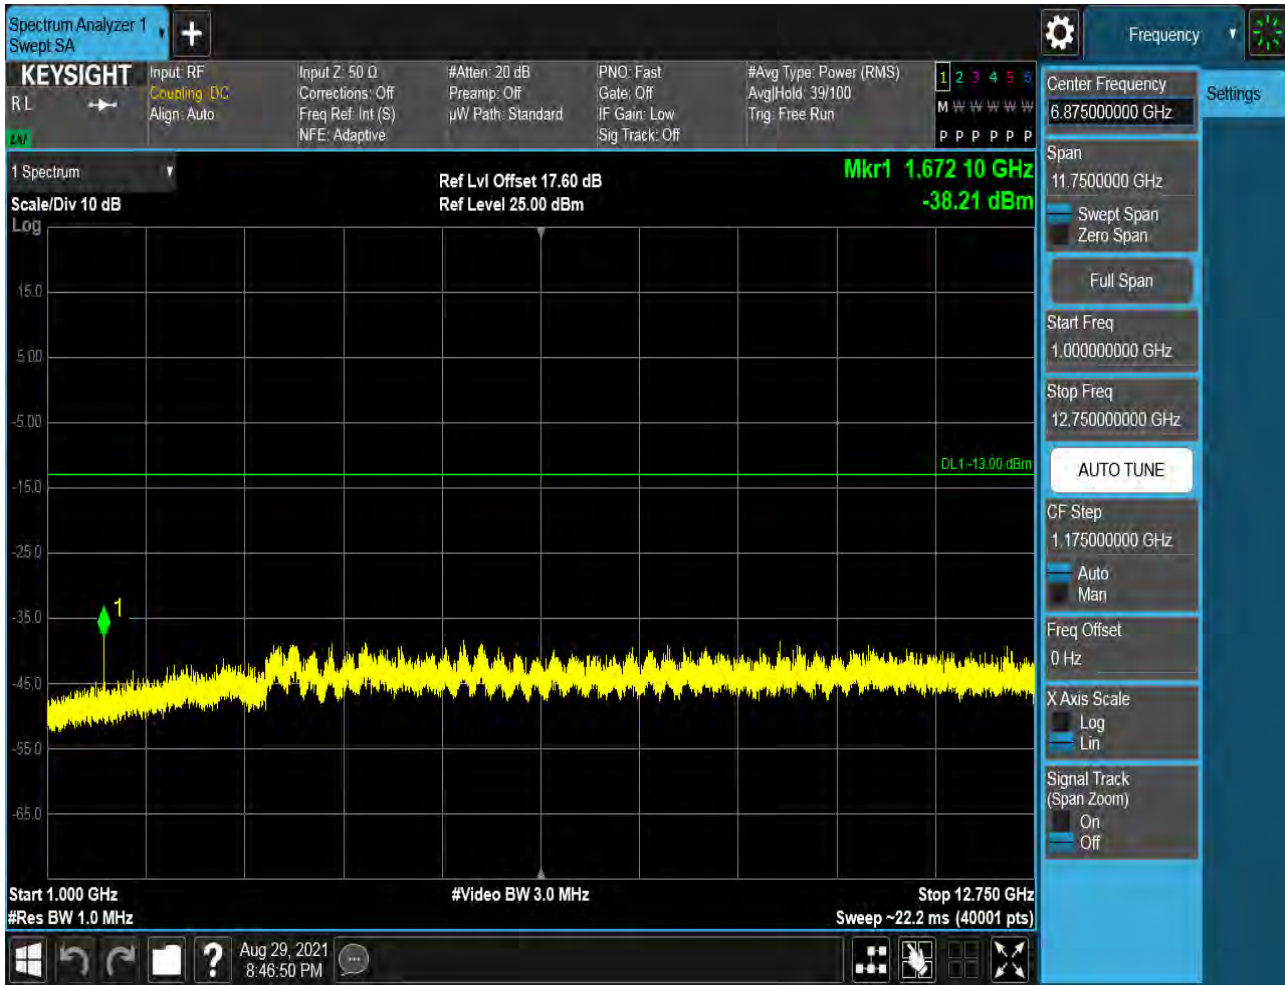 Spectrum Analyzer 1
Swept SA
+
Frequency
KEYSIGHT
R L
Input: RF
Coupling: DC
Align: Auto
Input Z: 50 Ω
Corrections: Off
Freq Ref: Int (S)
NFE: Adaptive
#Atten: 20 dB
Preamp: Off
µW Path: Standard
PNO: Fast
Gate: Off
IF Gain: Low
Sig Track: Off
#Avg Type: Power (RMS)
Avg|Hold: 39/100
Trig: Free Run
1 2 3 4 5 6
M W W W W W
P P P P P P
1 Spectrum
Scale/Div 10 dB
Ref Lvl Offset 17.60 dB
Ref Level 25.00 dBm
Mkr1 1.672 10 GHz
-38.21 dBm
Log
15.0
5.00
-5.00
DL1 -13.00 dBm
-15.0
-25.0
1
-35.0
-45.0
-55.0
-65.0
Start 1.000 GHz
#Video BW 3.0 MHz
Stop 12.750 GHz
#Res BW 1.0 MHz
Sweep ~22.2 ms (40001 pts)
Center Frequency
6.875000000 GHz
Settings
Span
11.7500000 GHz
Swept Span
Zero Span
Full Span
Start Freq
1.000000000 GHz
Stop Freq
12.750000000 GHz
AUTO TUNE
CF Step
1.175000000 GHz
Auto
Man
Freq Offset
0 Hz
X Axis Scale
Log
Lin
Signal Track
(Span Zoom)
On
Off
?
Aug 29, 2021
8:46:50 PM